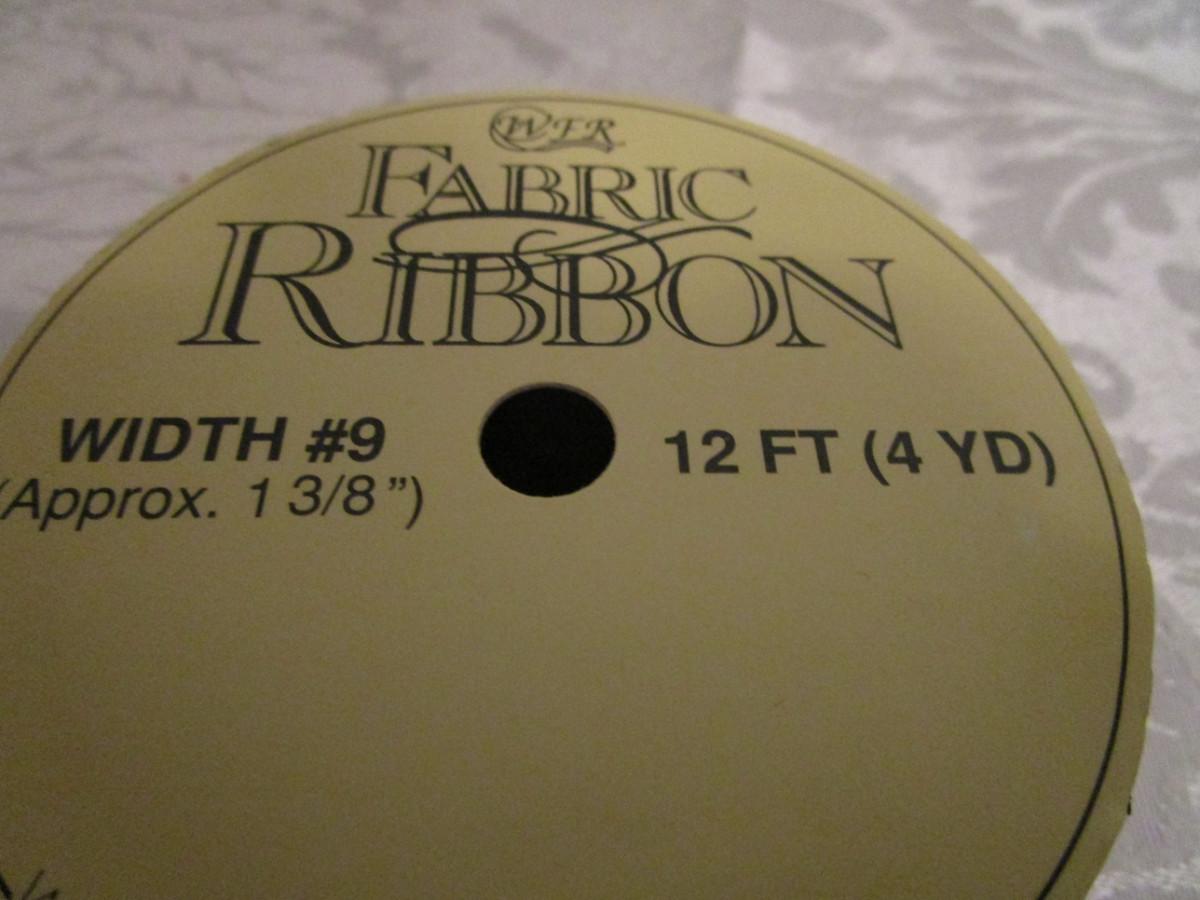 WFR
FABRIC
RIBBON
WIDTH #9
(Approx. 1 3/8")
12 FT (4 YD)